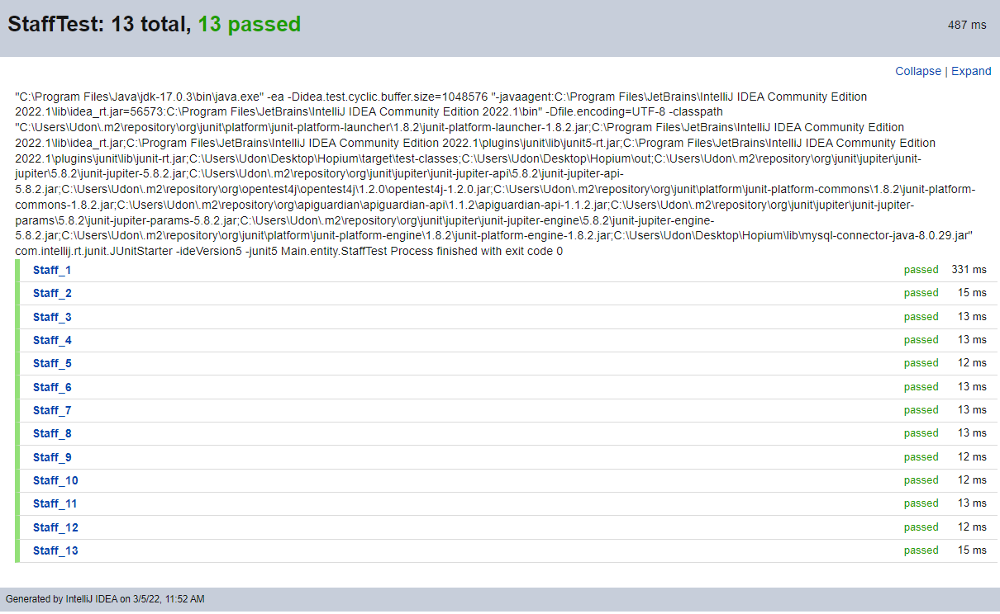 StaffTest: 13 total, 13 passed
487 ms
Collapse | Expand
"C:\Program Files\Java\jdk-17.0.3\bin\java.exe" -ea -Didea.test.cyclic.buffer.size=1048576 "-javaagent:C:\Program Files\JetBrains\IntelliJ IDEA Community Edition
2022.1\lib\idea_rt.jar=56573:C:\Program Files\JetBrains\IntelliJ IDEA Community Edition 2022.1\bin" -Dfile.encoding=UTF-8 -classpath
"C:\Users\Udon\.m2\repository\org\junit\platform\junit-platform-launcher\1.8.2\junit-platform-launcher-1.8.2.jar;C:\Program Files\JetBrains\IntelliJ IDEA Community Edition
2022.1\lib\idea_rt.jar;C:\Program Files\JetBrains\IntelliJ IDEA Community Edition 2022.1\plugins\junit\lib\junit5-rt.jar;C:\Program Files\JetBrains\IntelliJ IDEA Community Edition
2022.1\plugins\junit\lib\junit-rt.jar;C:\Users\Udon\Desktop\Hopium\target\test-classes;C:\Users\Udon\Desktop\Hopium\out;C:\Users\Udon\.m2\repository\org\junit\jupiter\junit-
jupiter\5.8.2\junit-jupiter-5.8.2.jar;C:\Users\Udon\.m2\repository\org\junit\jupiter\junit-jupiter-api\5.8.2\junit-jupiter-api-
5.8.2.jar;C:\Users\Udon\.m2\repository\org\opentest4j\opentest4j\1.2.0\opentest4j-1.2.0.jar;C:\Users\Udon\.m2\repository\org\junit\platform\junit-platform-commons\1.8.2\junit-platform-
commons-1.8.2.jar;C:\Users\Udon\.m2\repository\org\apiguardian\apiguardian-api\1.1.2\apiguardian-api-1.1.2.jar;C:\Users\Udon\.m2\repository\org\junit\jupiter\junit-jupiter-
params\5.8.2\junit-jupiter-params-5.8.2.jar;C:\Users\Udon\.m2\repository\org\junit\jupiter\junit-jupiter-engine\5.8.2\junit-jupiter-engine-
5.8.2.jar;C:\Users\Udon\.m2\repository\org\junit\platform\junit-platform-engine\1.8.2\junit-platform-engine-1.8.2.jar;C:\Users\Udon\Desktop\Hopium\lib\mysql-connector-java-8.0.29.jar"
com.intellij.rt.junit.JUnitStarter -ideVersion5 -junit5 Main.entity.StaffTest Process finished with exit code 0
Staff_1 passed 331 ms
Staff_2 passed 15 ms
Staff_3 passed 13 ms
Staff_4 passed 13 ms
Staff_5 passed 12 ms
Staff_6 passed 13 ms
Staff_7 passed 13 ms
Staff_8 passed 13 ms
Staff_9 passed 12 ms
Staff_10 passed 12 ms
Staff_11 passed 13 ms
Staff_12 passed 12 ms
Staff_13 passed 15 ms
Generated by IntelliJ IDEA on 3/5/22, 11:52 AM